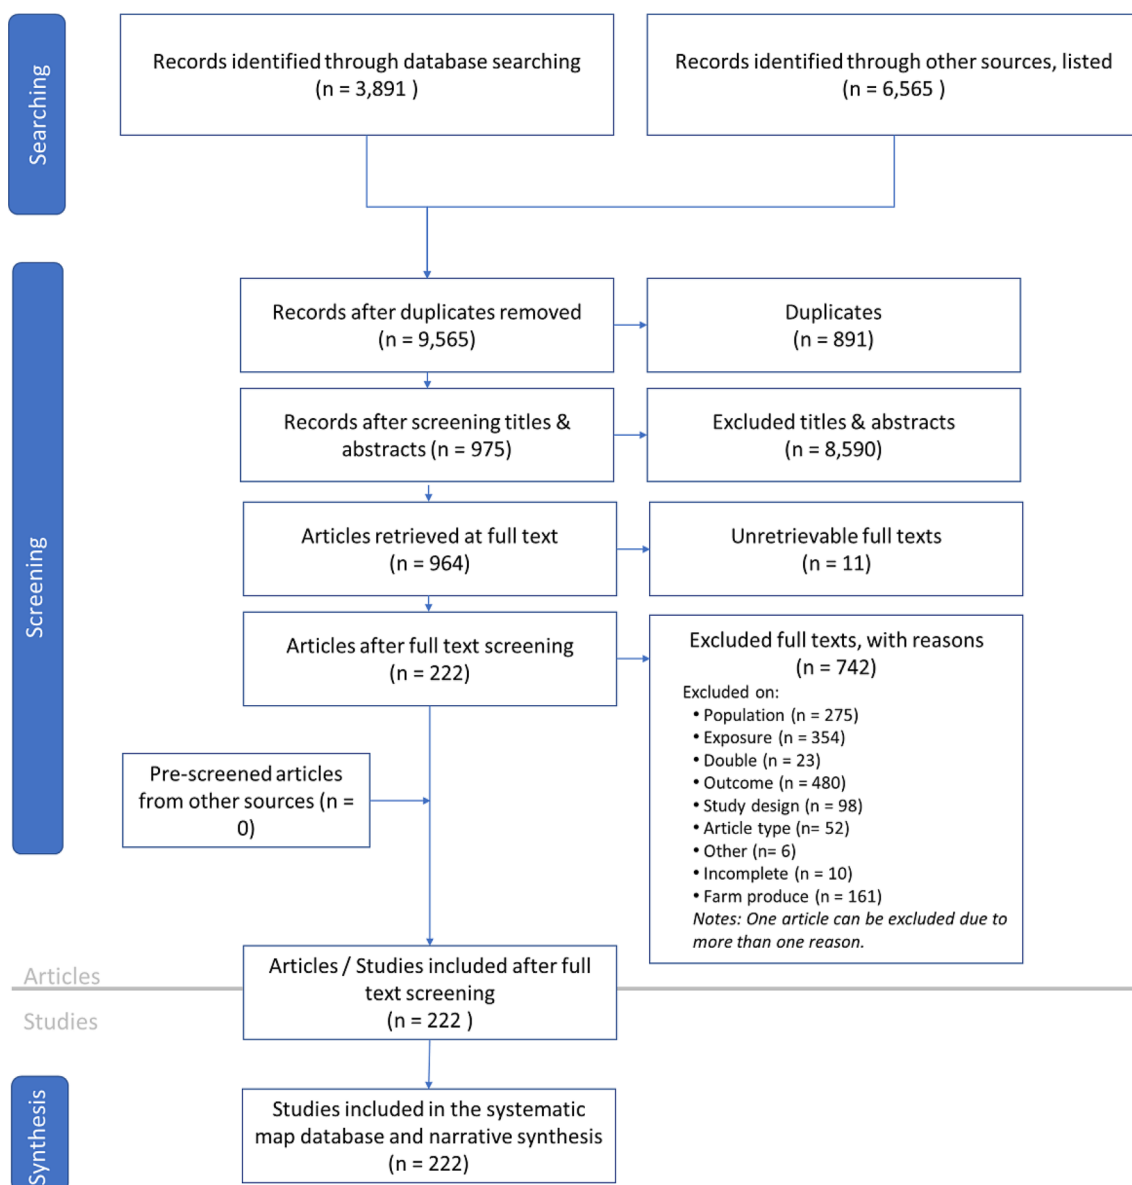 Searching
Records identified through database searching
(n = 3,891 )
Records identified through other sources, listed
(n = 6,565 )
Screening
Records after duplicates removed
(n = 9,565)
Duplicates
(n = 891)
Records after screening titles &
abstracts (n = 975)
Excluded titles & abstracts
(n = 8,590)
Articles retrieved at full text
(n = 964)
Unretrievable full texts
(n = 11)
Articles after full text screening
(n = 222)
Excluded full texts, with reasons
(n = 742)
Excluded on:
• Population (n = 275)
• Exposure (n = 354)
• Double (n = 23)
• Outcome (n = 480)
• Study design (n = 98)
• Article type (n= 52)
• Other (n= 6)
• Incomplete (n = 10)
• Farm produce (n = 161)
Notes: One article can be excluded due to
more than one reason.
Pre-screened articles
from other sources (n =
0)
Articles / Studies included after full
text screening
(n = 222 )
Articles
Studies
Synthesis
Studies included in the systematic
map database and narrative synthesis
(n = 222)